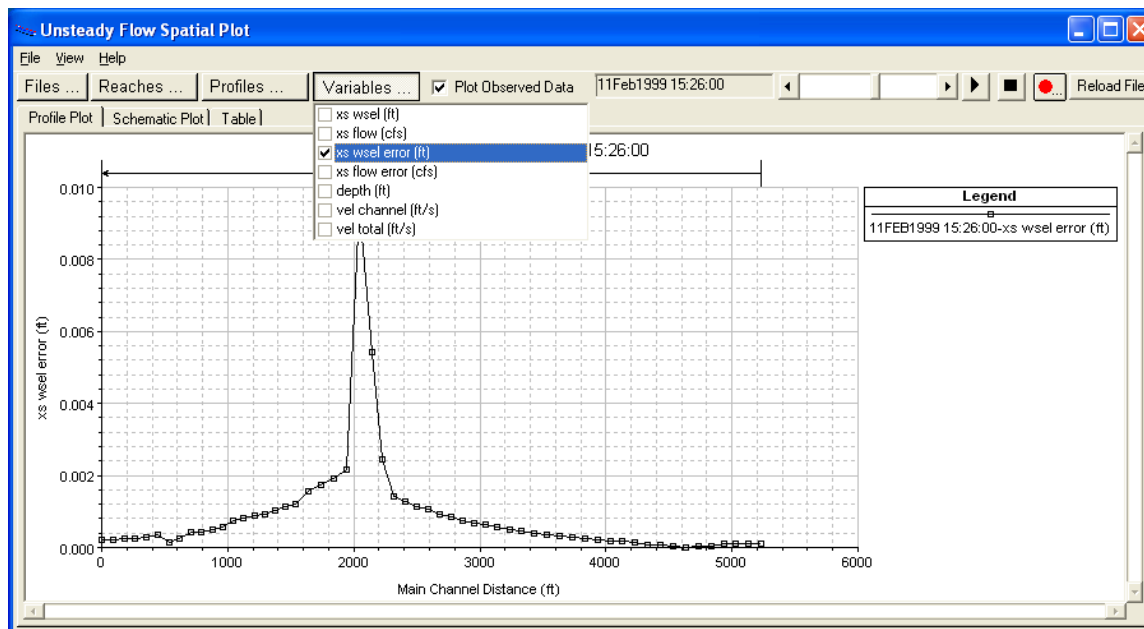 Unsteady Flow Spatial Plot
File View Help
Files ... Reaches ... Profiles ... Variables ... Plot Observed Data 11Feb1999 15:26:00 Reload File
Profile Plot Schematic Plot Table
xs wsel (ft)
xs flow (cfs)
xs wsel error (ft)
xs flow error (cfs)
depth (ft)
vel channel (ft/s)
vel total (ft/s)
15:26:00
Legend
11FEB1999 15:26:00-xs wsel error (ft)
xs wsel error (ft)
0.010
0.008
0.006
0.004
0.002
0.000
0 1000 2000 3000 4000 5000 6000
Main Channel Distance (ft)